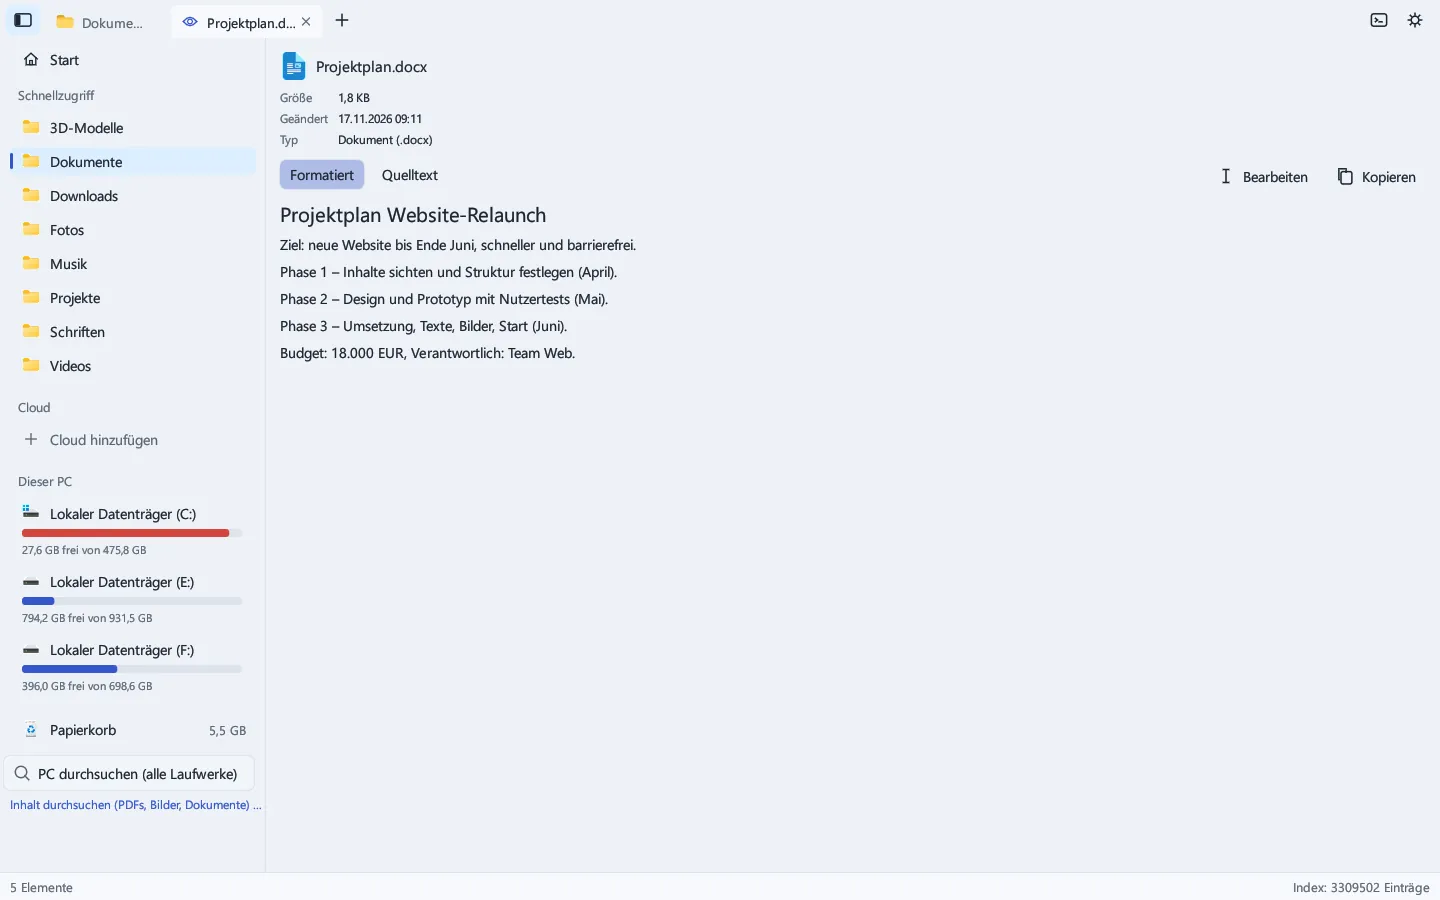 Dokume...
Projektplan.d...
Start
Schnellzugriff
3D-Modelle
Dokumente
Downloads
Fotos
Musik
Projekte
Schriften
Videos
Cloud
Cloud hinzufügen
Dieser PC
Lokaler Datenträger (C:)
27,6 GB frei von 475,8 GB
Lokaler Datenträger (E:)
794,2 GB frei von 931,5 GB
Lokaler Datenträger (F:)
396,0 GB frei von 698,6 GB
Papierkorb 5,5 GB
PC durchsuchen (alle Laufwerke)
Inhalt durchsuchen (PDFs, Bilder, Dokumente) ...
Projektplan.docx
Größe 1,8 KB
Geändert 17.11.2026 09:11
Typ Dokument (.docx)
Formatiert Quelltext
Bearbeiten Kopieren
Projektplan Website-Relaunch
Ziel: neue Website bis Ende Juni, schneller und barrierefrei.
Phase 1 – Inhalte sichten und Struktur festlegen (April).
Phase 2 – Design und Prototyp mit Nutzertests (Mai).
Phase 3 – Umsetzung, Texte, Bilder, Start (Juni).
Budget: 18.000 EUR, Verantwortlich: Team Web.
5 Elemente
Index: 3309502 Einträge